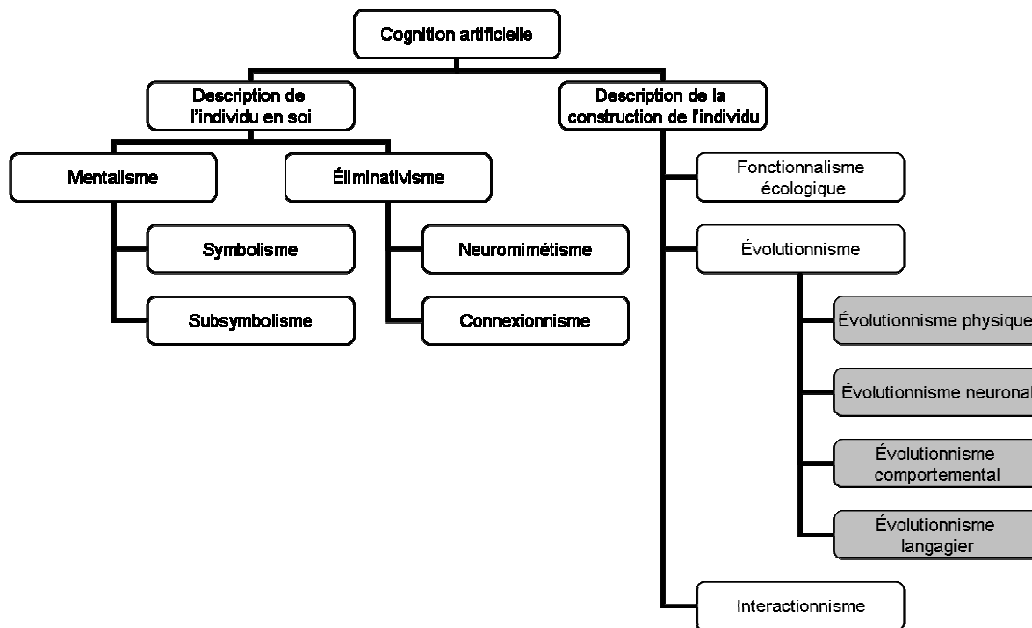 Cognition artificielle
Description de
l'individu en soi
Description de la
construction de l'individu
Mentalisme
Éliminativisme
Fonctionnalisme
écologique
Symbolisme
Neuromimétisme
Évolutionnisme
Subsymbolisme
Connexionnisme
Évolutionnisme physique
Évolutionnisme neuronal
Évolutionnisme
comportemental
Évolutionnisme
langagier
Interactionnisme